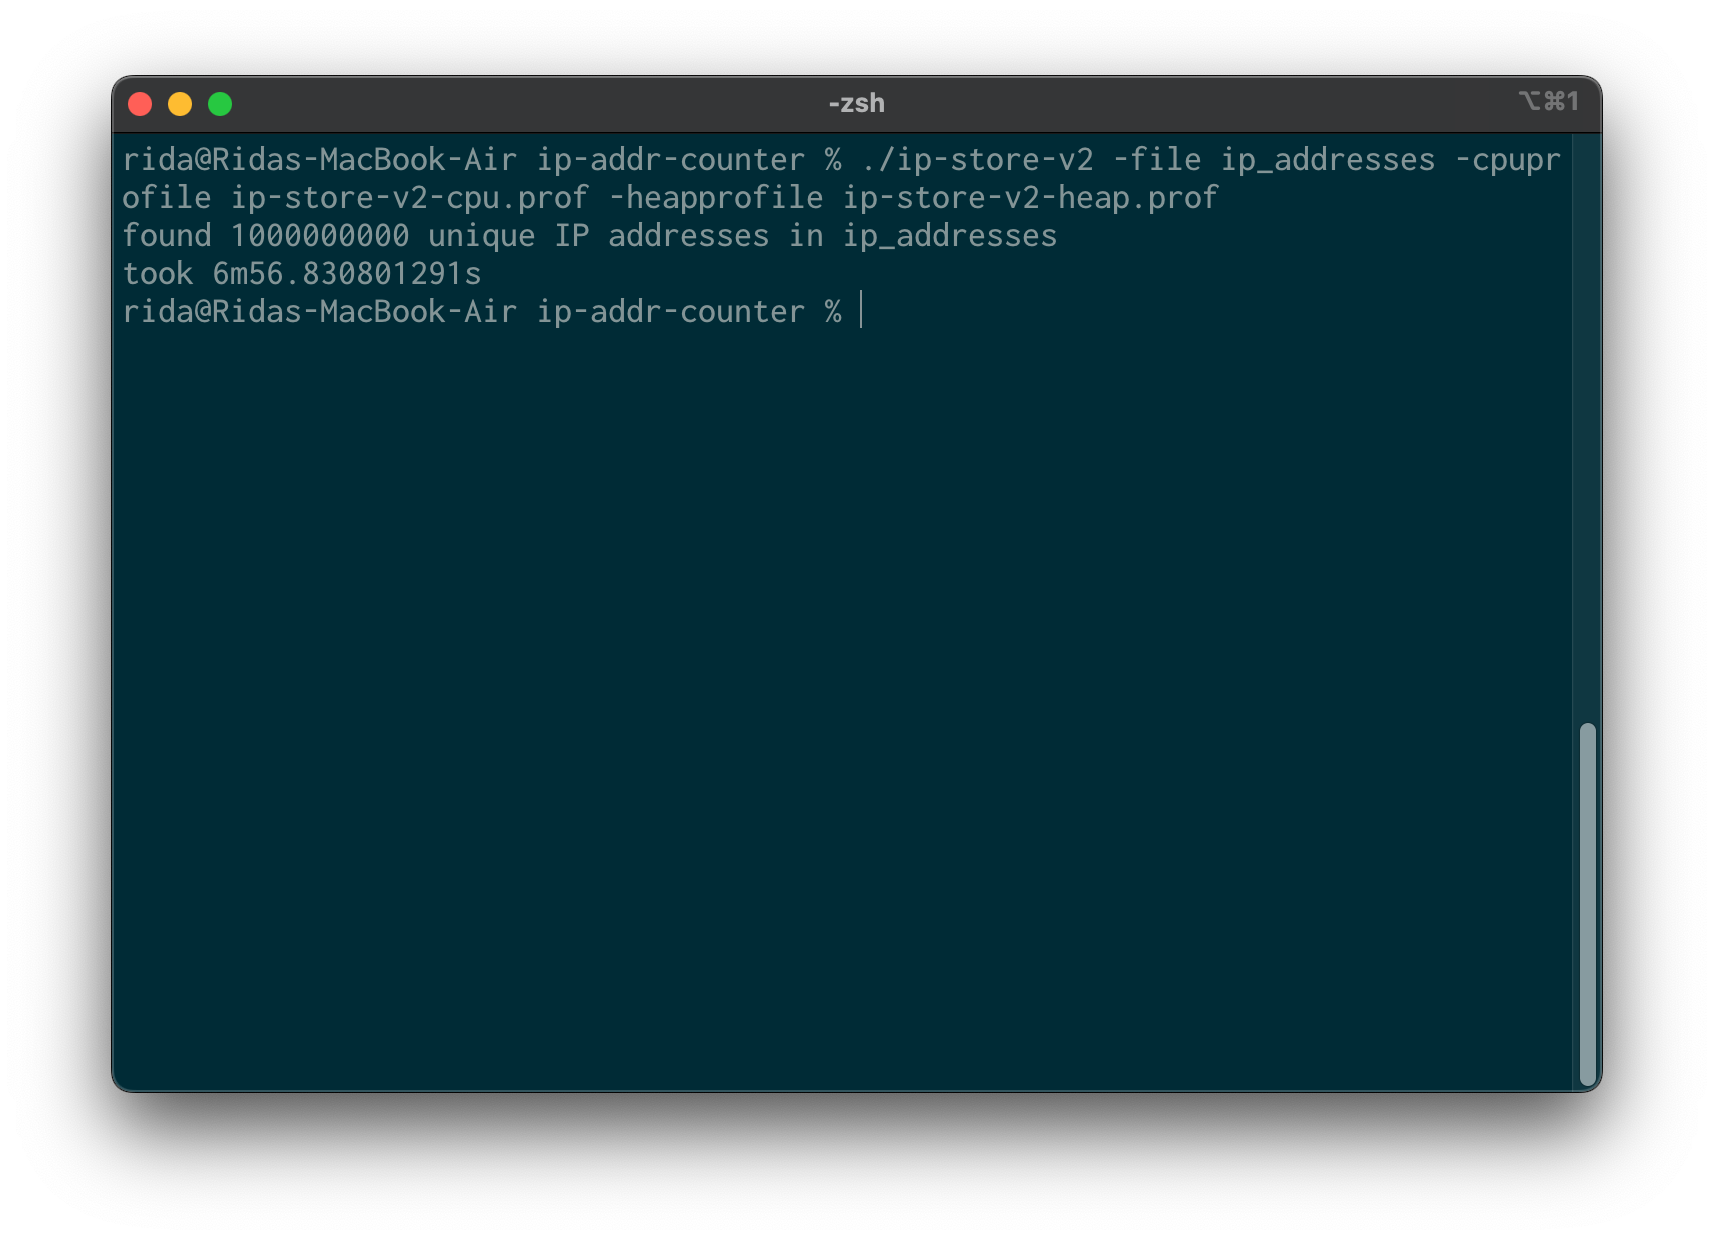 -zsh
⌥⌘1
rida@Ridas-MacBook-Air ip-addr-counter % ./ip-store-v2 -file ip_addresses -cpupr
ofile ip-store-v2-cpu.prof -heapprofile ip-store-v2-heap.prof
found 1000000000 unique IP addresses in ip_addresses
took 6m56.830801291s
rida@Ridas-MacBook-Air ip-addr-counter %